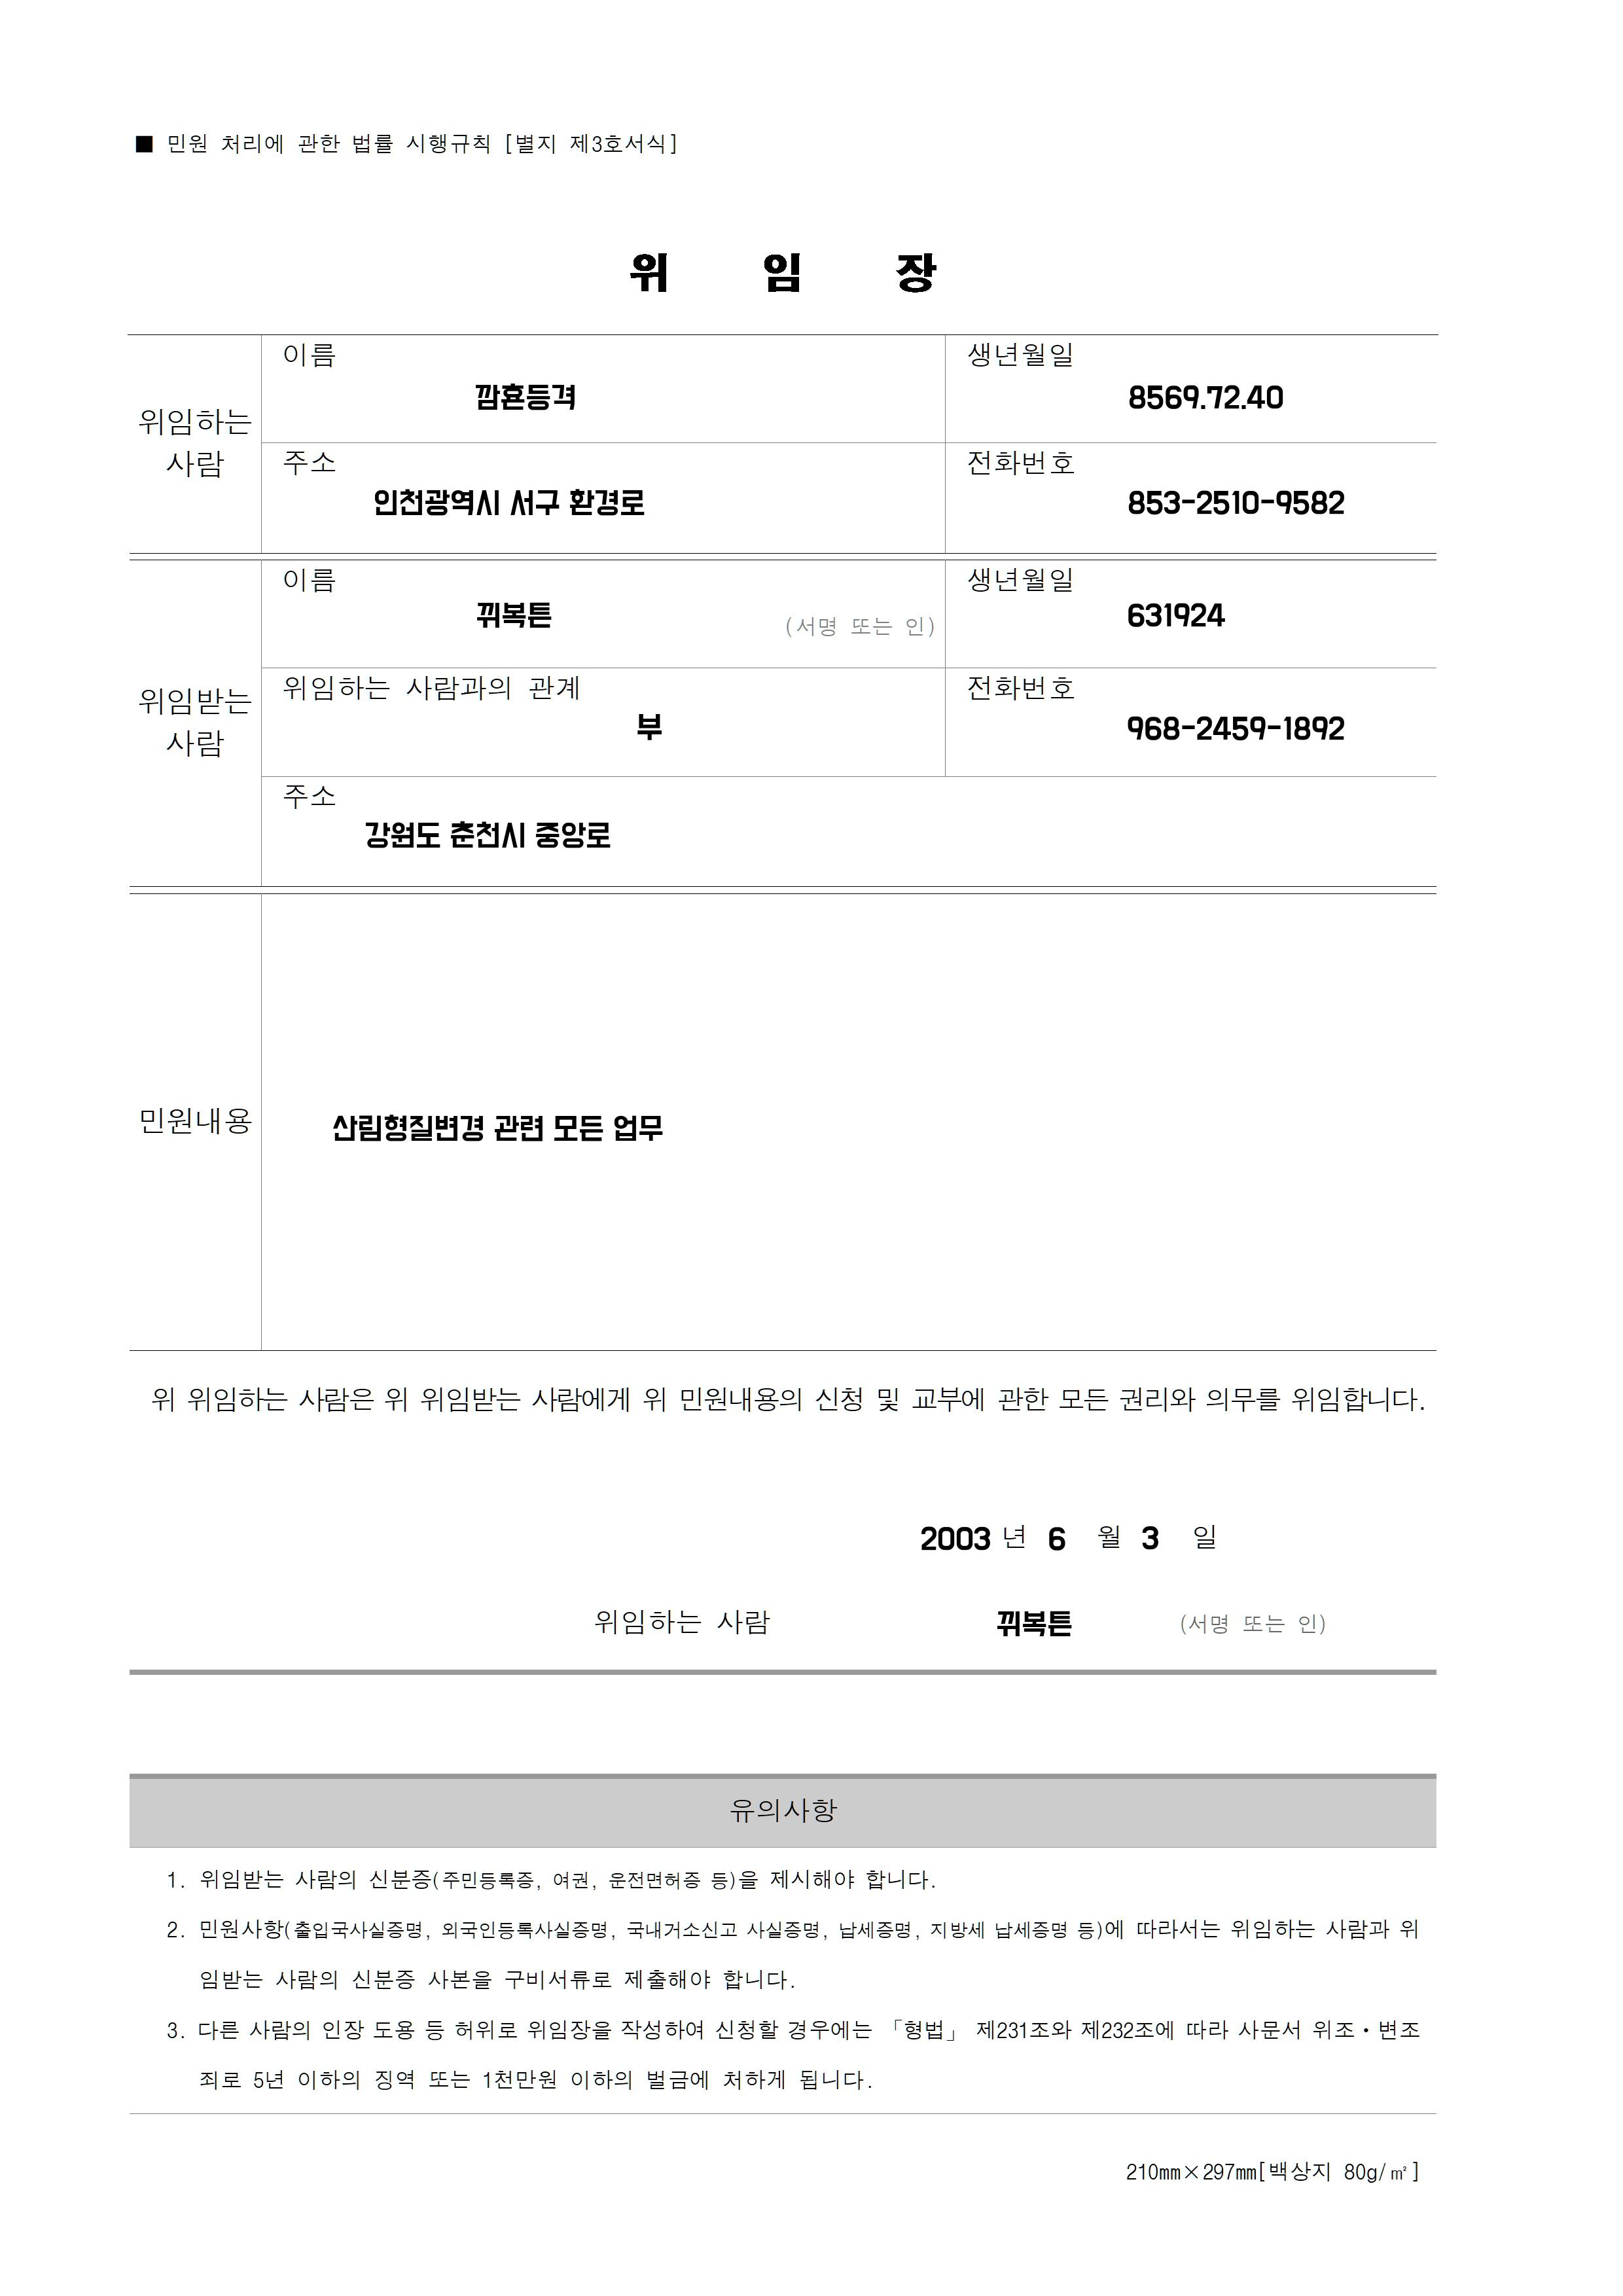 ■ 민원 처리에 관한 법률 시행규칙 [별지 제3호서식]
위 임 장
위임하는 사람
이름
깜횬등격
생년월일
8569.72.40
주소
인천광역시 서구 환경로
전화번호
853-2510-9582
위임받는 사람
이름
뀌복튼
(서명 또는 인)
생년월일
631924
위임하는 사람과의 관계
부
전화번호
968-2459-1892
주소
강원도 춘천시 중앙로
민원내용
산림형질변경 관련 모든 업무
위 위임하는 사람은 위 위임받는 사람에게 위 민원내용의 신청 및 교부에 관한 모든 권리와 의무를 위임합니다.
2003 년 6 월 3 일
위임하는 사람 뀌복튼 (서명 또는 인)
유의사항
1. 위임받는 사람의 신분증(주민등록증, 여권, 운전면허증 등)을 제시해야 합니다.
2. 민원사항(출입국사실증명, 외국인등록사실증명, 국내거소신고 사실증명, 납세증명, 지방세 납세증명 등)에 따라서는 위임하는 사람과 위
임받는 사람의 신분증 사본을 구비서류로 제출해야 합니다.
3. 다른 사람의 인장 도용 등 허위로 위임장을 작성하여 신청할 경우에는 「형법」 제231조와 제232조에 따라 사문서 위조·변조
죄로 5년 이하의 징역 또는 1천만원 이하의 벌금에 처하게 됩니다.
210㎜×297㎜[백상지 80g/㎡]